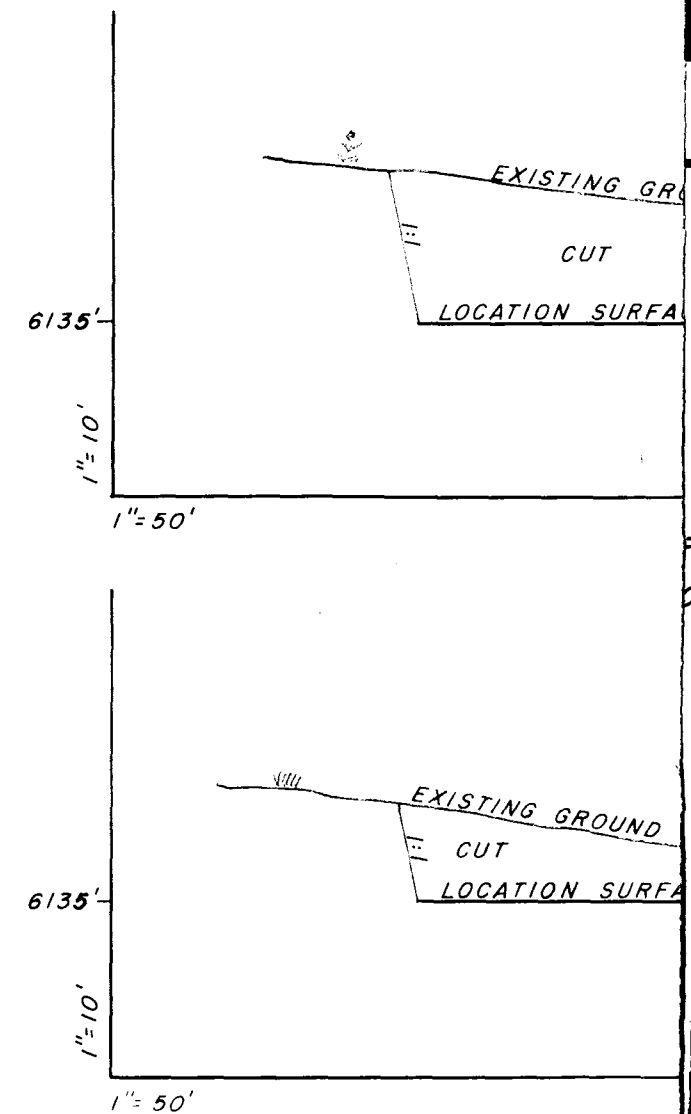 EXISTING GRO
1:1
CUT
6135'
LOCATION SURFA
1"=10'
1"=50'
EXISTING GROUND
1:1
CUT
6135'
LOCATION SURFA
1"=10'
1"=50'